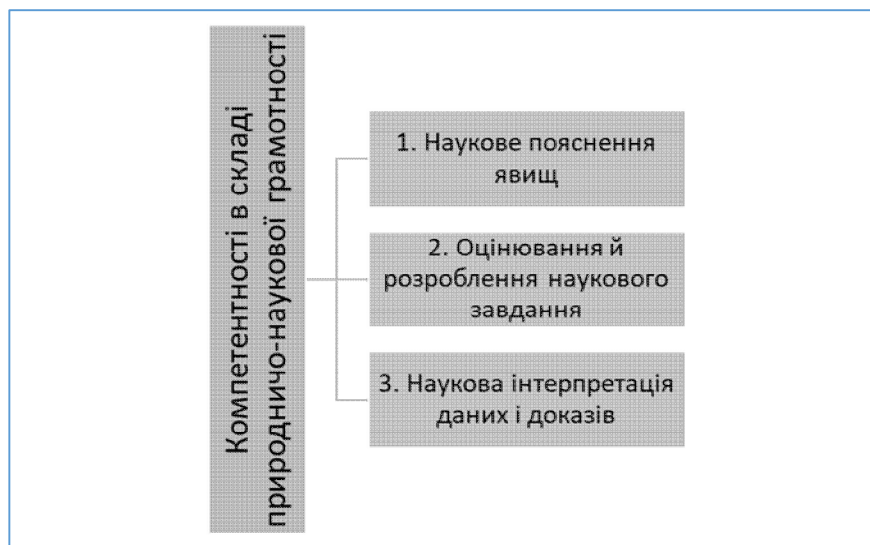 Компетентності в складі
природничо-наукової грамотності
1. Наукове пояснення
явищ
2. Оцінювання й
розроблення наукового
завдання
3. Наукова інтерпретація
даних і доказів